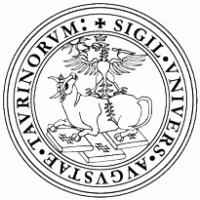 ✠ SIGIL · VNIVERS · AVGVSTAE · TAVRINORVM :